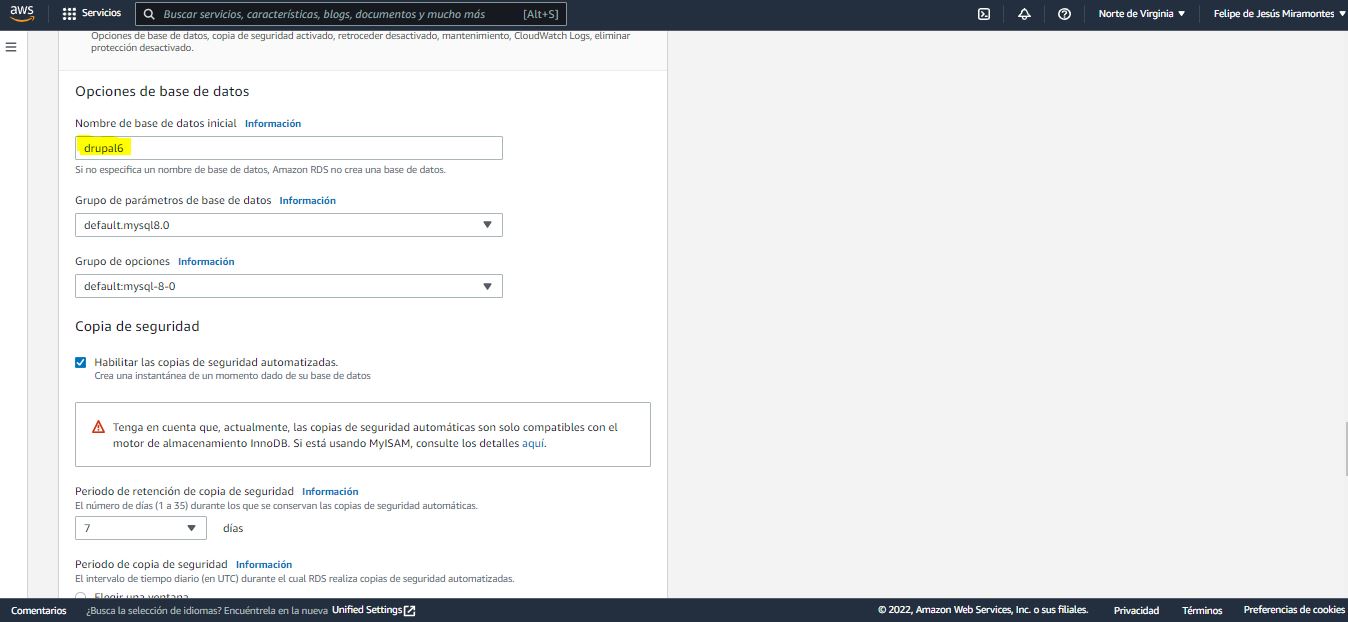 aws
Servicios
Buscar servicios, características, blogs, documentos y mucho más [Alt+S]
Norte de Virginia
Felipe de Jesús Miramontes
Opciones de base de datos, copia de seguridad activado, retroceder desactivado, mantenimiento, CloudWatch Logs, eliminar
protección desactivado.
Opciones de base de datos
Nombre de base de datos inicial Información
drupal6
Si no especifica un nombre de base de datos, Amazon RDS no crea una base de datos.
Grupo de parámetros de base de datos Información
default.mysql8.0
Grupo de opciones Información
default:mysql-8-0
Copia de seguridad
Habilitar las copias de seguridad automatizadas.
Crea una instantánea de un momento dado de su base de datos
Tenga en cuenta que, actualmente, las copias de seguridad automáticas son solo compatibles con el
motor de almacenamiento InnoDB. Si está usando MyISAM, consulte los detalles aquí.
Periodo de retención de copia de seguridad Información
El número de días (1 a 35) durante los que se conservan las copias de seguridad automáticas.
7 días
Periodo de copia de seguridad Información
El intervalo de tiempo diario (en UTC) durante el cual RDS realiza copias de seguridad automatizadas.
Elegir una ventana
Comentarios
¿Busca la selección de idiomas? Encuéntrela en la nueva Unified Settings
© 2022, Amazon Web Services, Inc. o sus filiales.
Privacidad
Términos
Preferencias de cookies